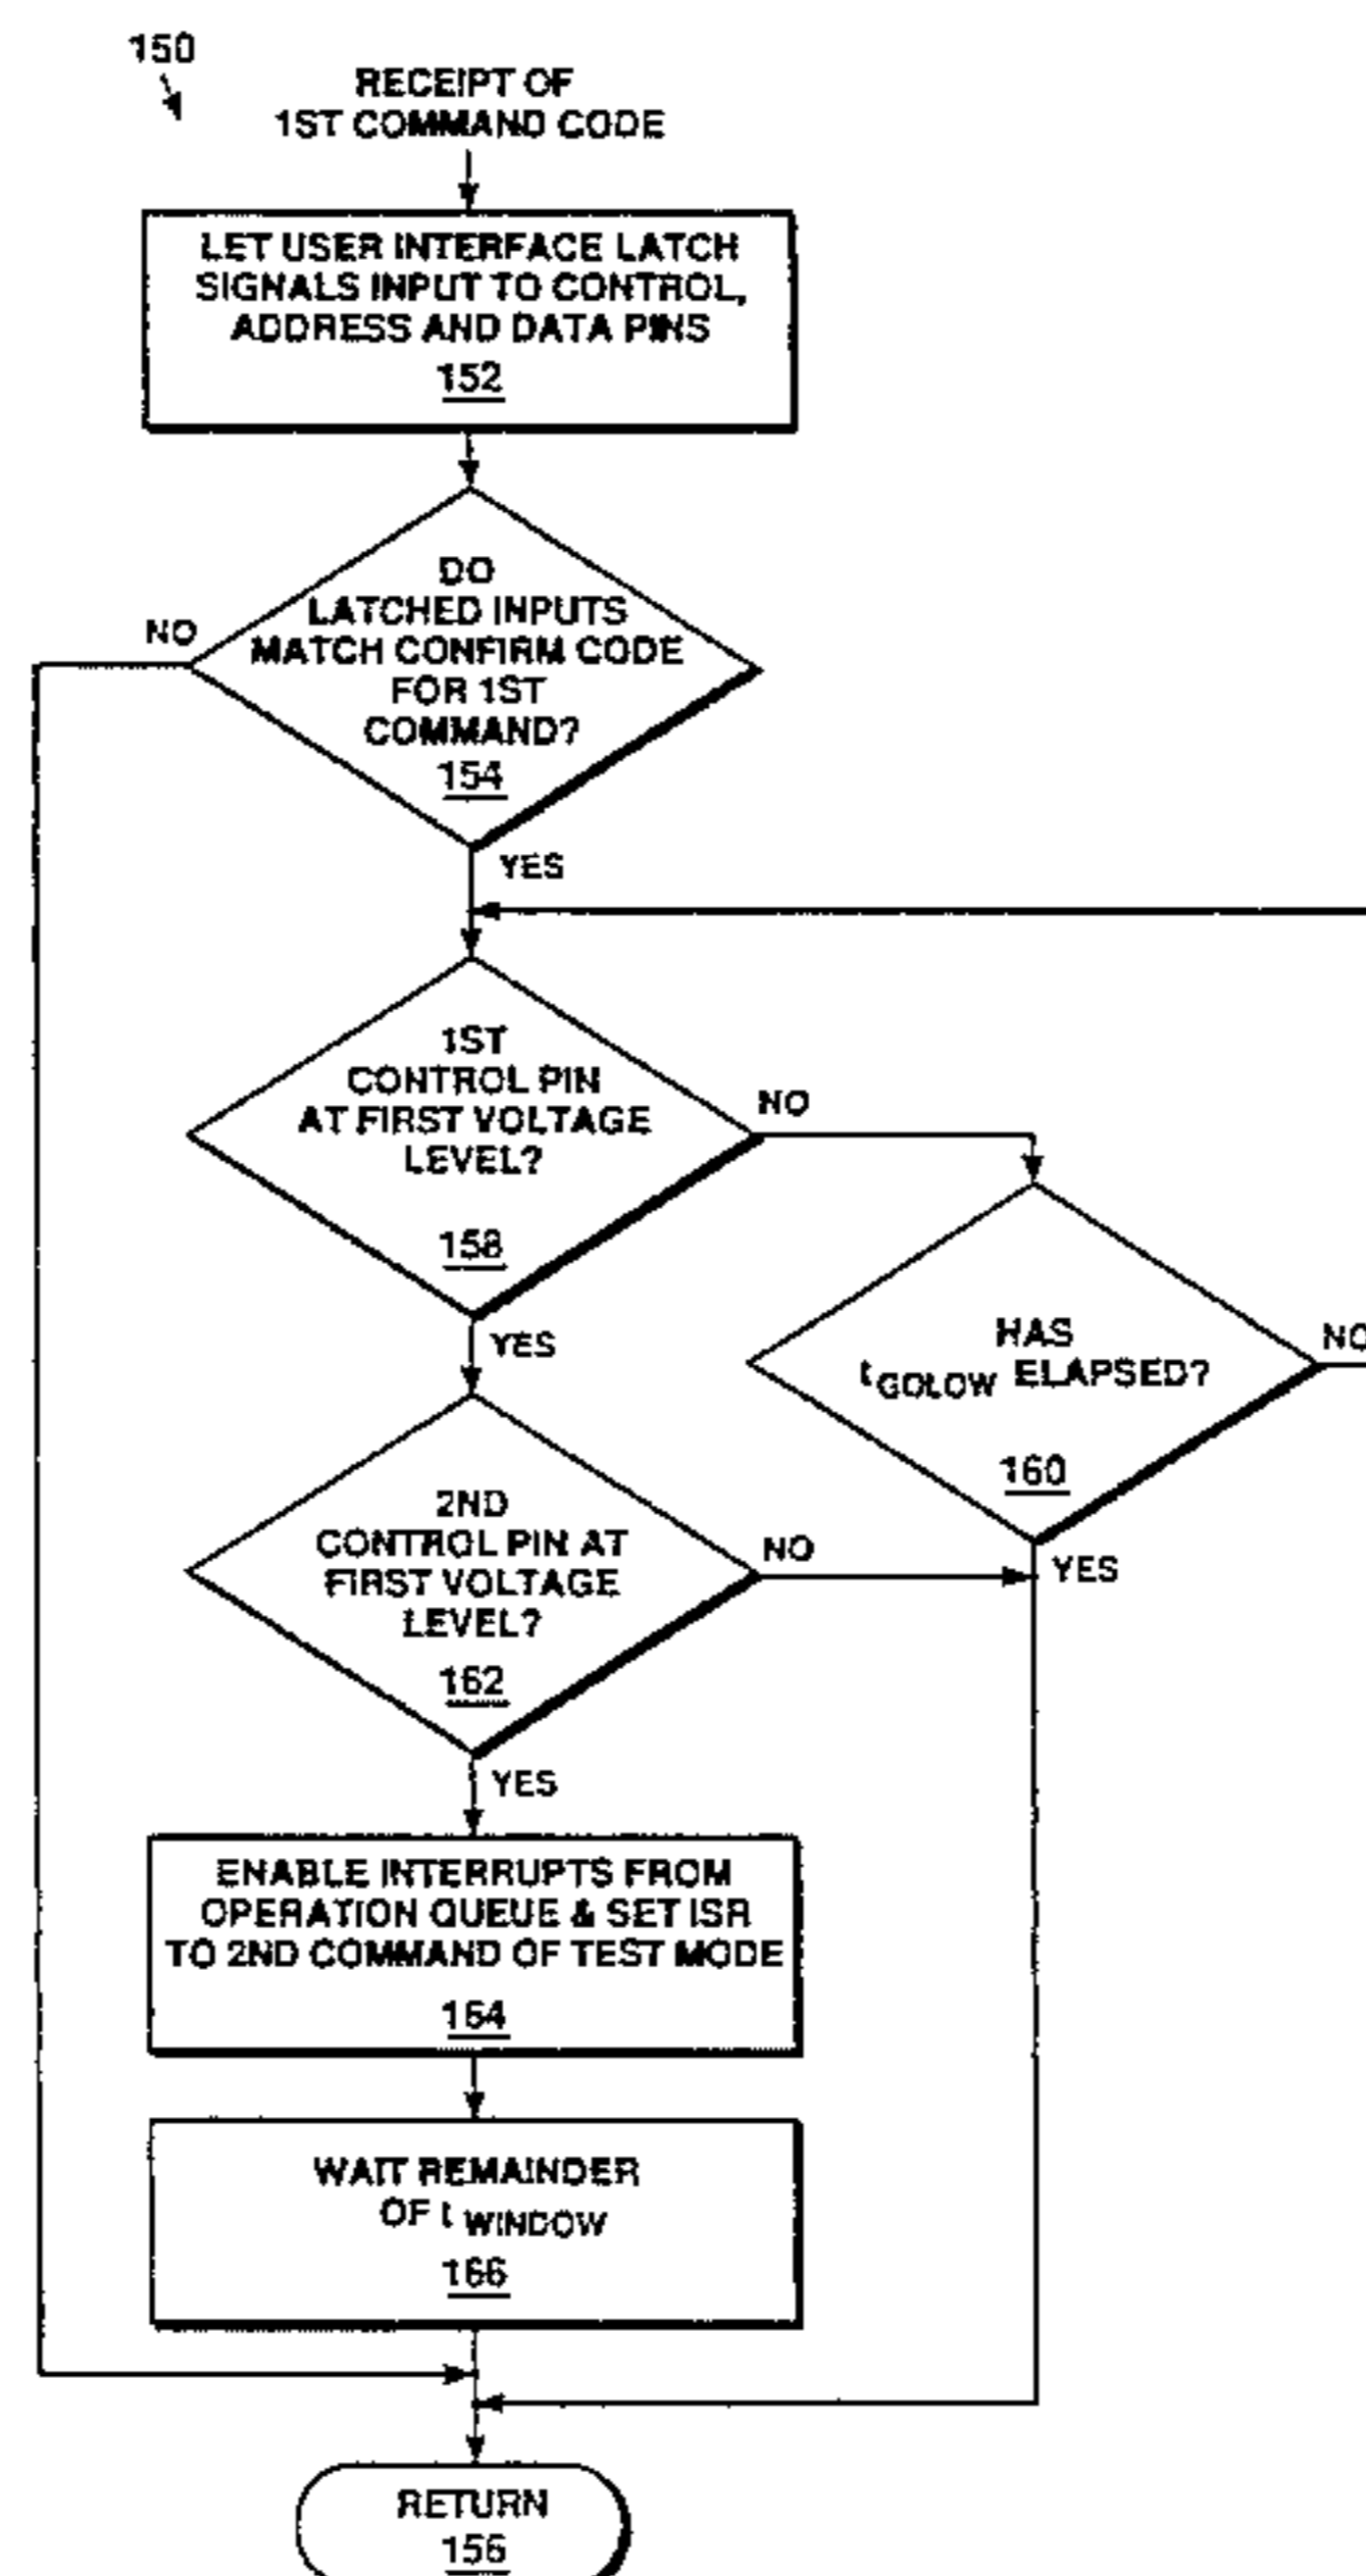 150
RECEIPT OF
1ST COMMAND CODE
LET USER INTERFACE LATCH
SIGNALS INPUT TO CONTROL,
ADDRESS AND DATA PINS
152
DO
LATCHED INPUTS
MATCH CONFIRM CODE
FOR 1ST
COMMAND?
154
NO
YES
1ST
CONTROL PIN
AT FIRST VOLTAGE
LEVEL?
158
NO
YES
HAS
tGOLOW ELAPSED?
160
NO
YES
2ND
CONTROL PIN AT
FIRST VOLTAGE
LEVEL?
162
NO
YES
ENABLE INTERRUPTS FROM
OPERATION QUEUE & SET ISR
TO 2ND COMMAND OF TEST MODE
164
WAIT REMAINDER
OF t WINDOW
166
RETURN
156